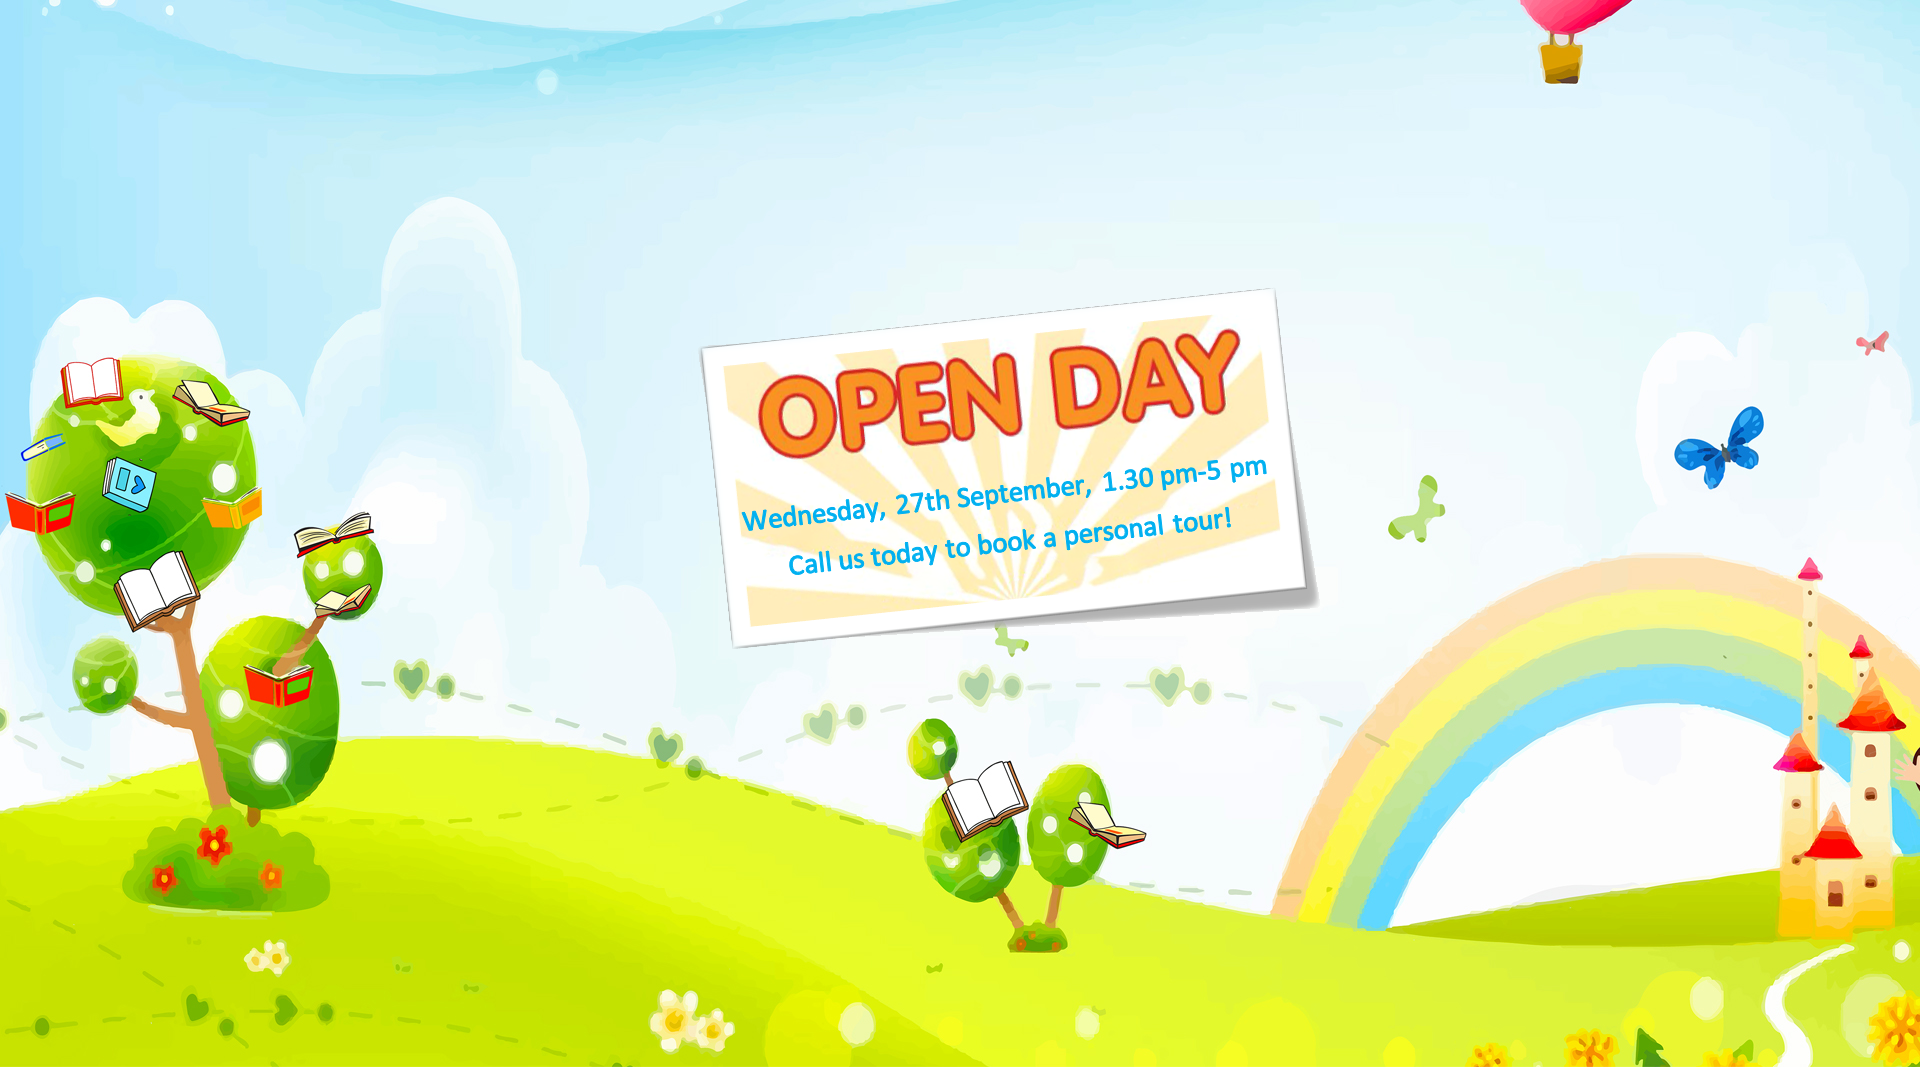 OPEN DAY
Wednesday, 27th September, 1.30 pm-5 pm
Call us today to book a personal tour!